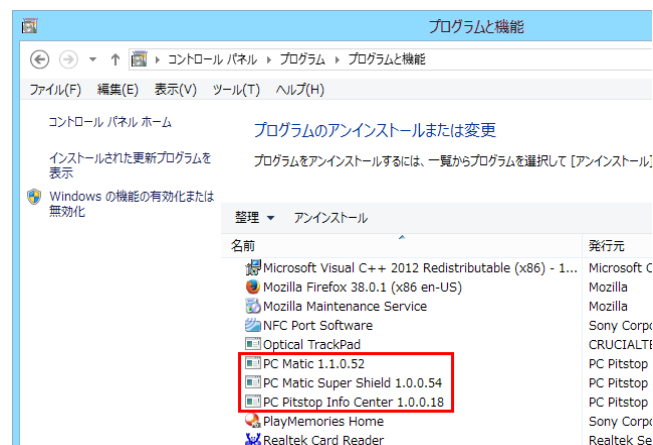 プログラムと機能
コントロール パネル ▸ プログラム ▸ プログラムと機能
ファイル(F) 編集(E) 表示(V) ツール(T) ヘルプ(H)
コントロール パネル ホーム
インストールされた更新プログラムを
表示
Windows の機能の有効化または
無効化
プログラムのアンインストールまたは変更
プログラムをアンインストールするには、一覧からプログラムを選択して [アンインストール]
整理 ▼ アンインストール
名前 発行元
Microsoft Visual C++ 2012 Redistributable (x86) - 1... Microsoft C
Mozilla Firefox 38.0.1 (x86 en-US) Mozilla
Mozilla Maintenance Service Mozilla
NFC Port Software Sony Corpo
Optical TrackPad CRUCIALTE
PC Matic 1.1.0.52 PC Pitstop
PC Matic Super Shield 1.0.0.54 PC Pitstop
PC Pitstop Info Center 1.0.0.18 PC Pitstop
PlayMemories Home Sony Corpo
Realtek Card Reader Realtek Se